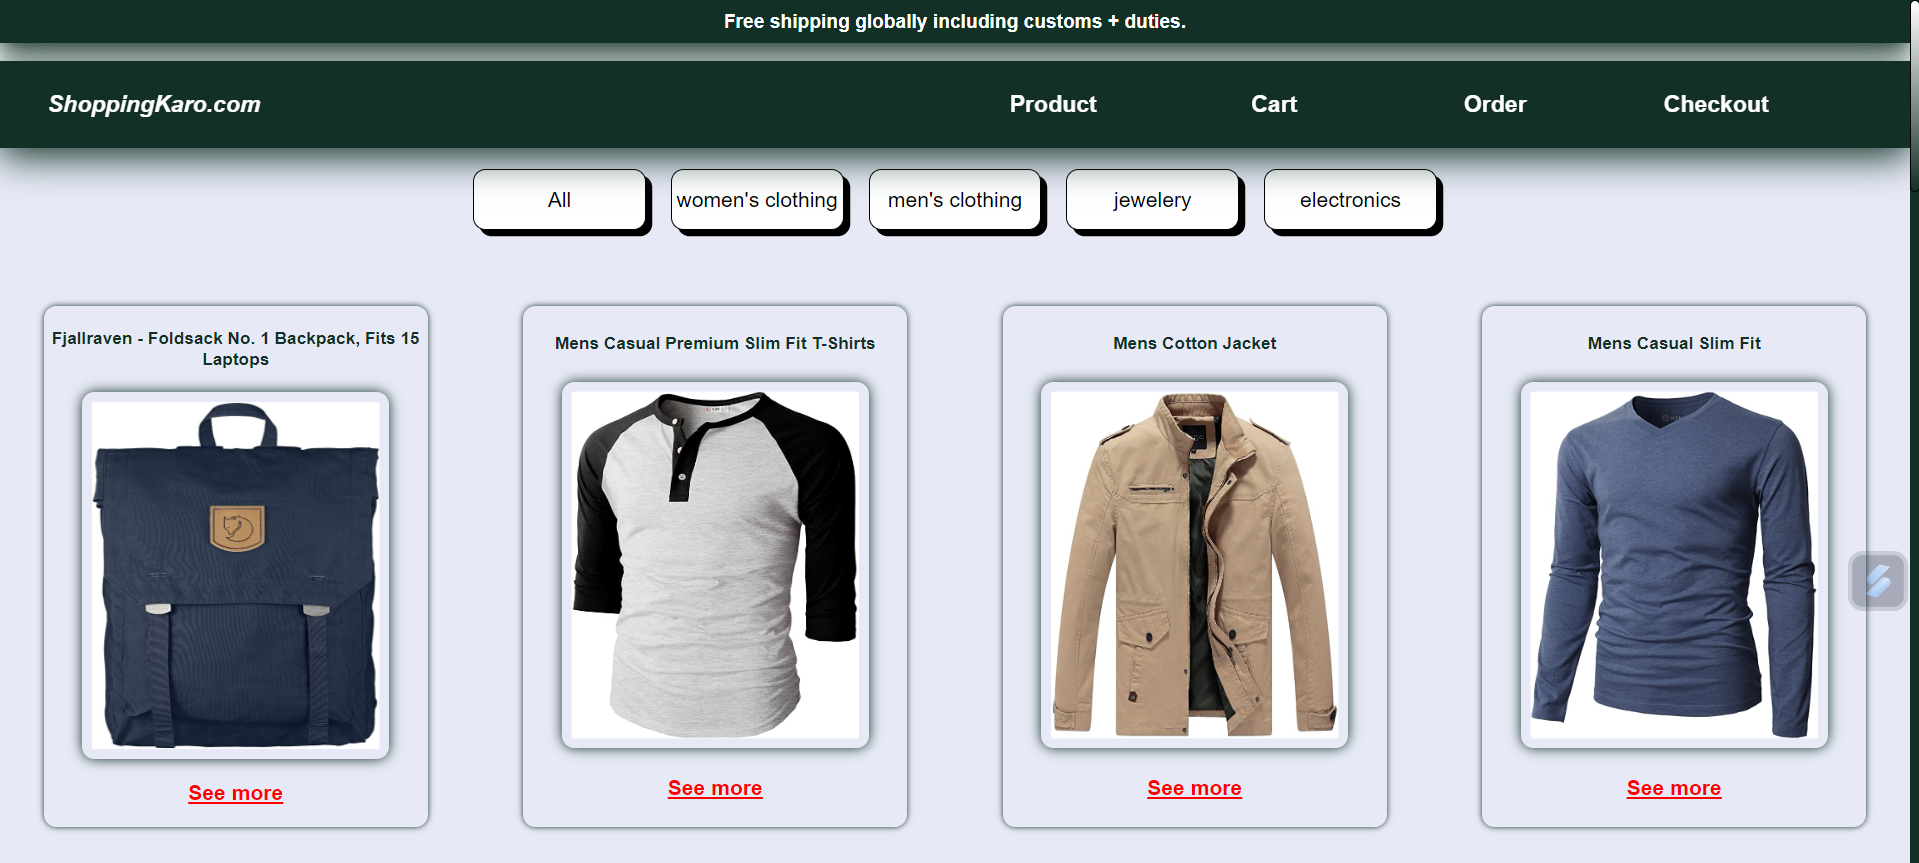 Free shipping globally including customs + duties.
ShoppingKaro.com Product Cart Order Checkout
All women's clothing men's clothing jewelery electronics
Fjallraven - Foldsack No. 1 Backpack, Fits 15
Laptops
Mens Casual Premium Slim Fit T-Shirts
Mens Cotton Jacket
Mens Casual Slim Fit
See more
See more
See more
See more